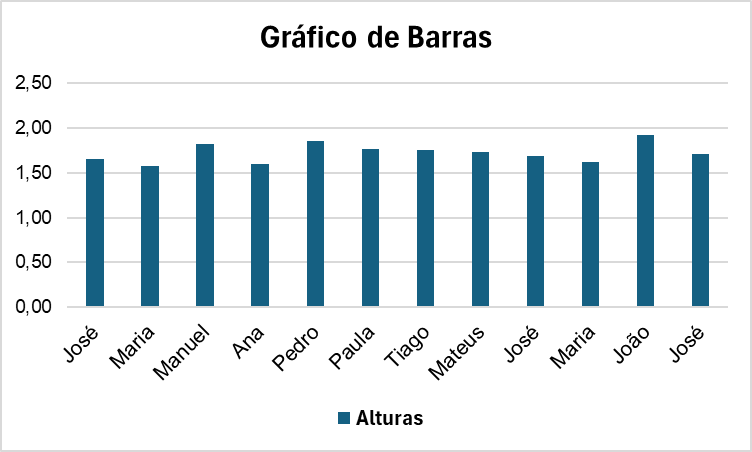 Gráfico de Barras
2,50
2,00
1,50
1,00
0,50
0,00
José
Maria
Manuel
Ana
Pedro
Paula
Tiago
Mateus
José
Maria
João
José
Alturas